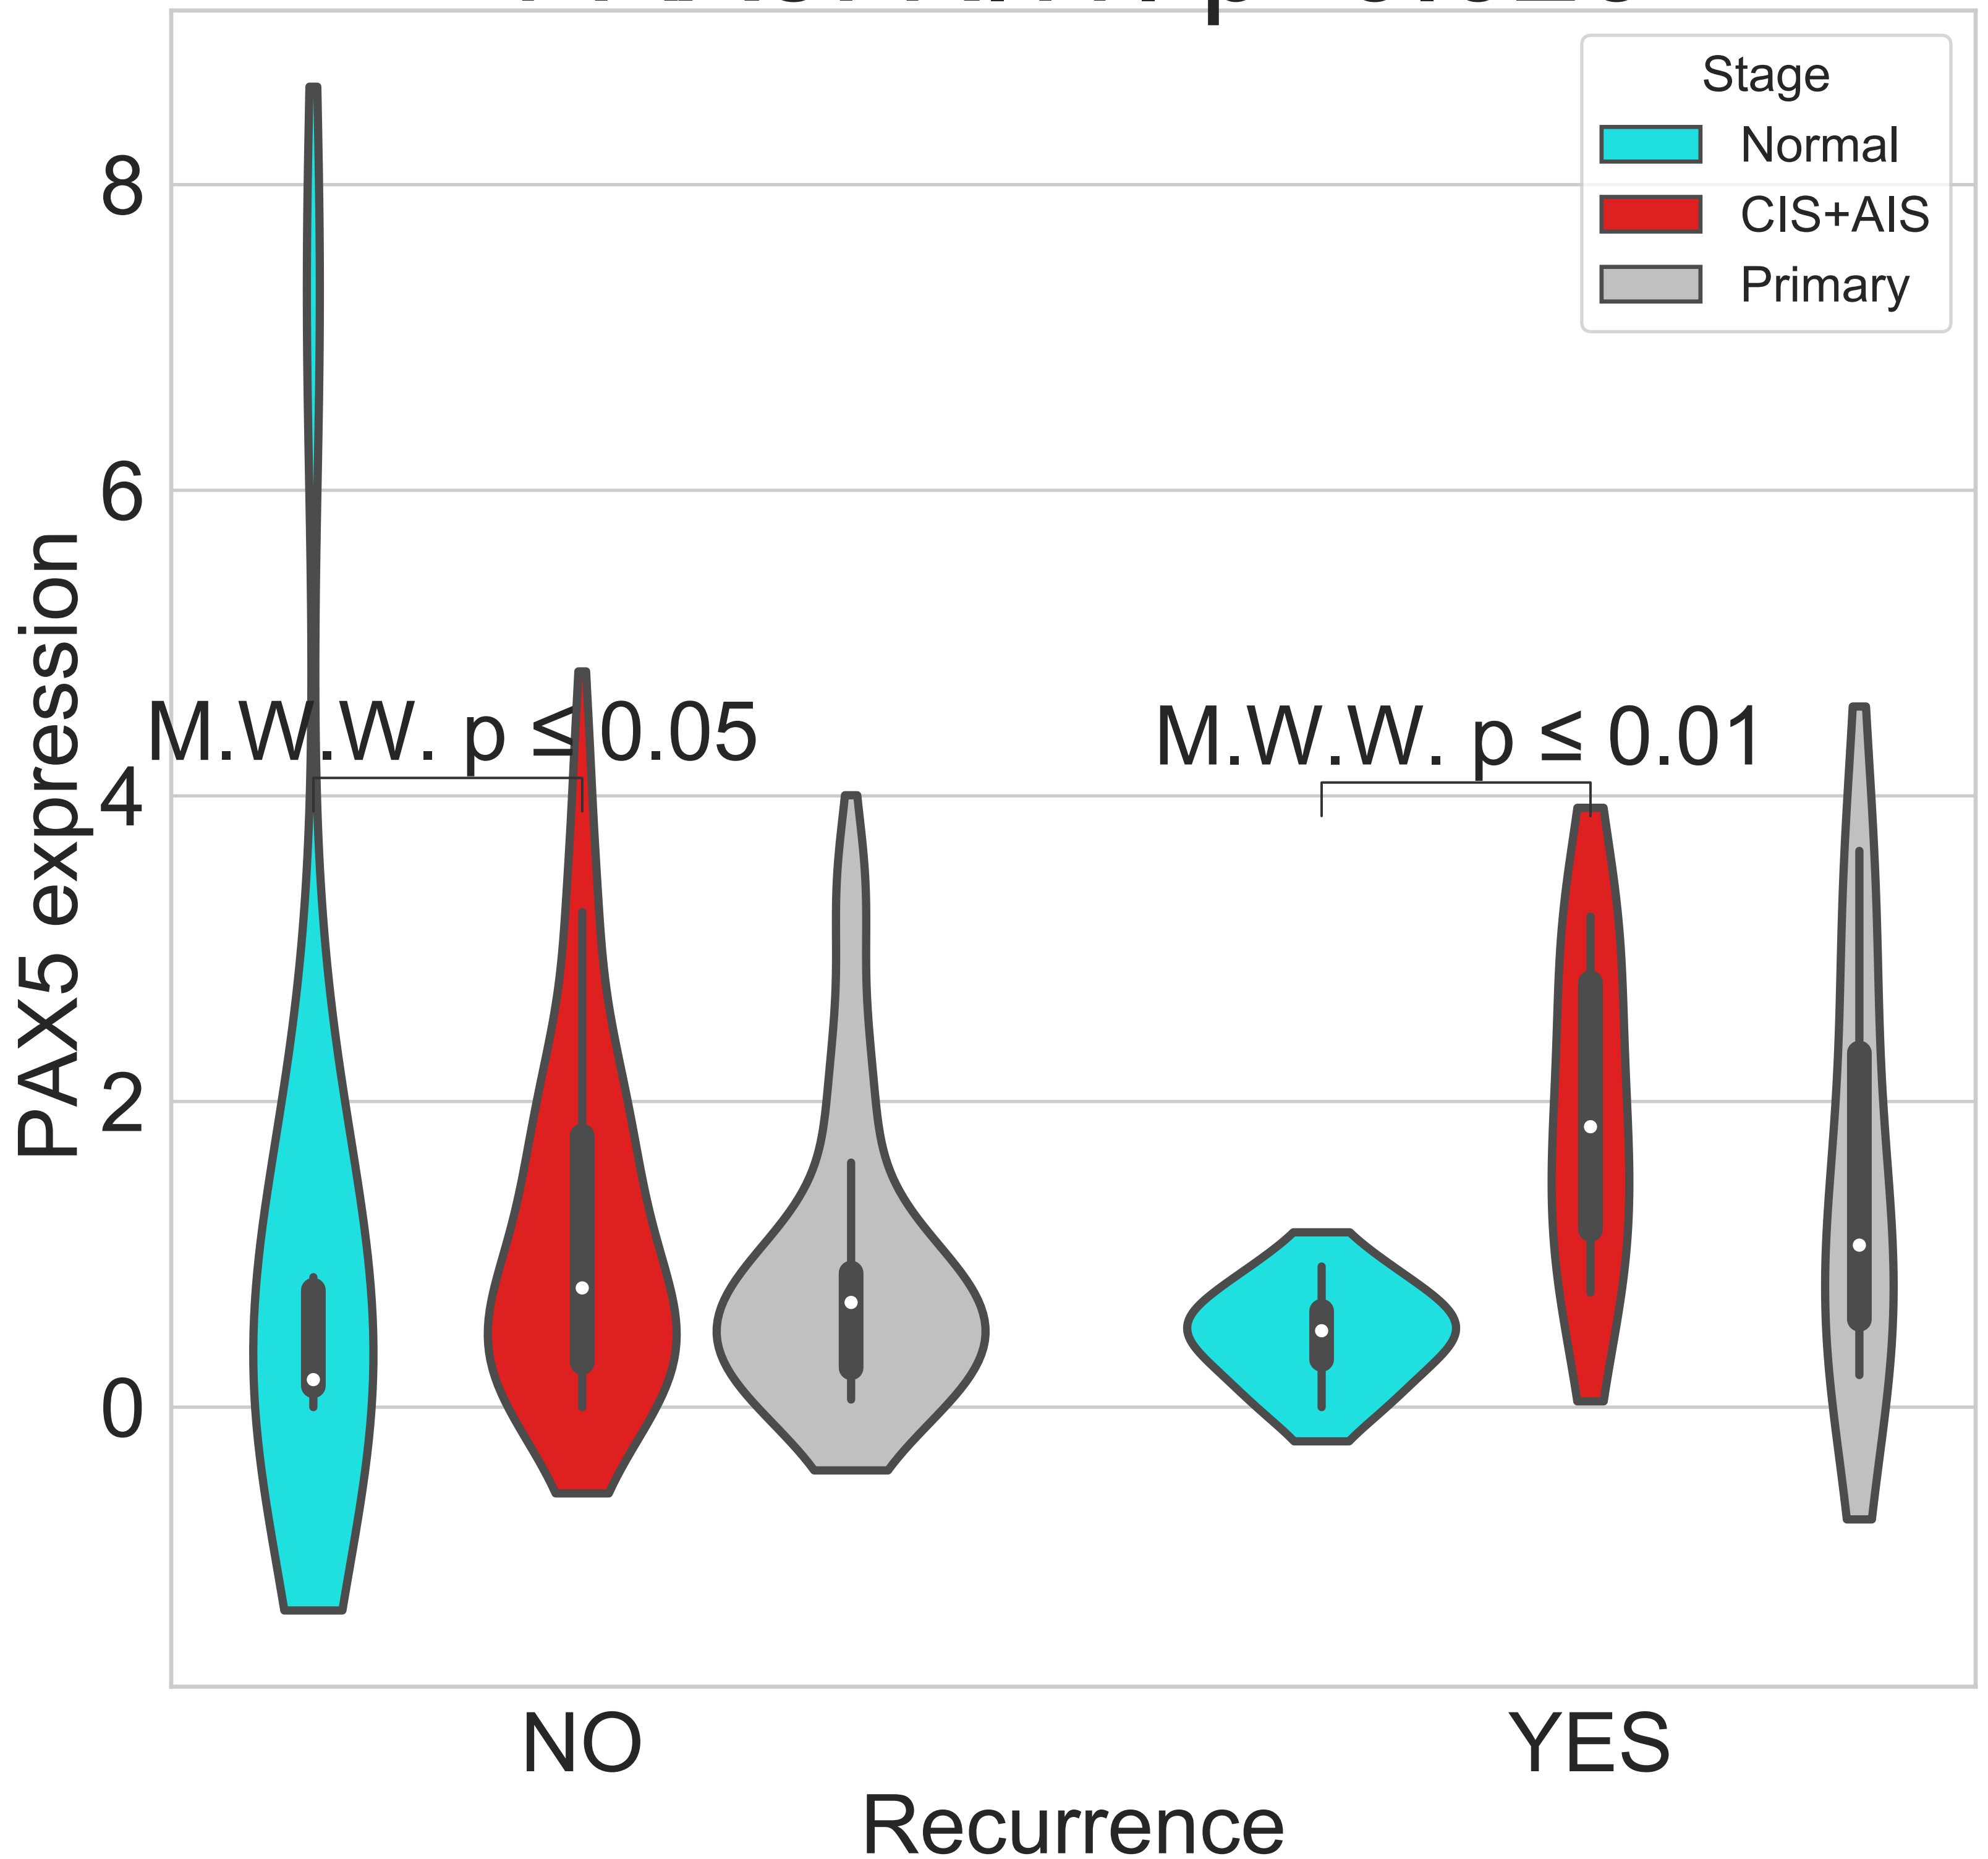 Stage
Normal
CIS+AIS
Primary
8
6
4
2
0
PAX5 expression
M.W.W. p ≤ 0.05
M.W.W. p ≤ 0.01
NO
YES
Recurrence